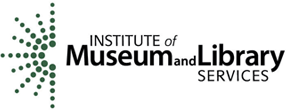 INSTITUTE of
Museum and Library
SERVICES